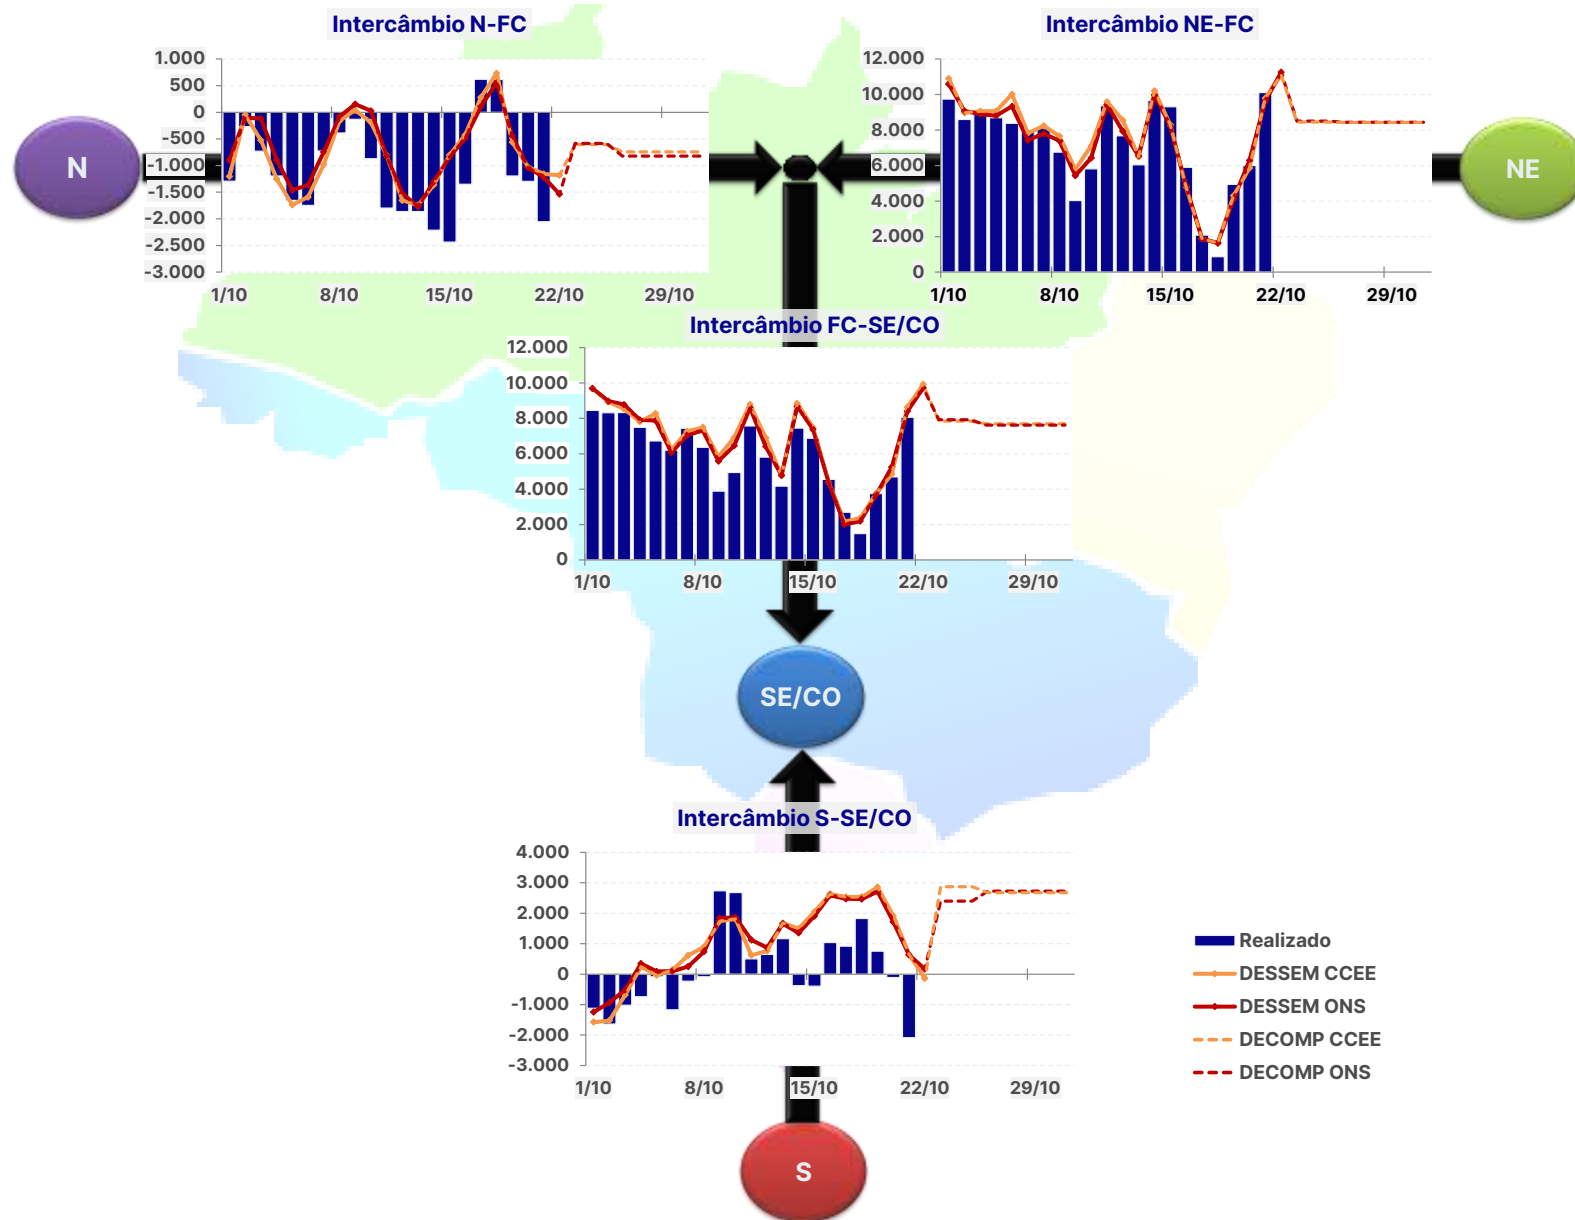 Intercâmbio N-FC
1.000
500
0
-500
-1.000
-1.500
-2.000
-2.500
-3.000
1/10 8/10 15/10 22/10 29/10
Intercâmbio NE-FC
12.000
10.000
8.000
6.000
4.000
2.000
0
1/10 8/10 15/10 22/10 29/10
N
NE
Intercâmbio FC-SE/CO
12.000
10.000
8.000
6.000
4.000
2.000
0
1/10 8/10 15/10 22/10 29/10
SE/CO
Intercâmbio S-SE/CO
4.000
3.000
2.000
1.000
0
-1.000
-2.000
-3.000
1/10 8/10 15/10 22/10 29/10
Realizado
DESSEM CCEE
DESSEM ONS
DECOMP CCEE
DECOMP ONS
S